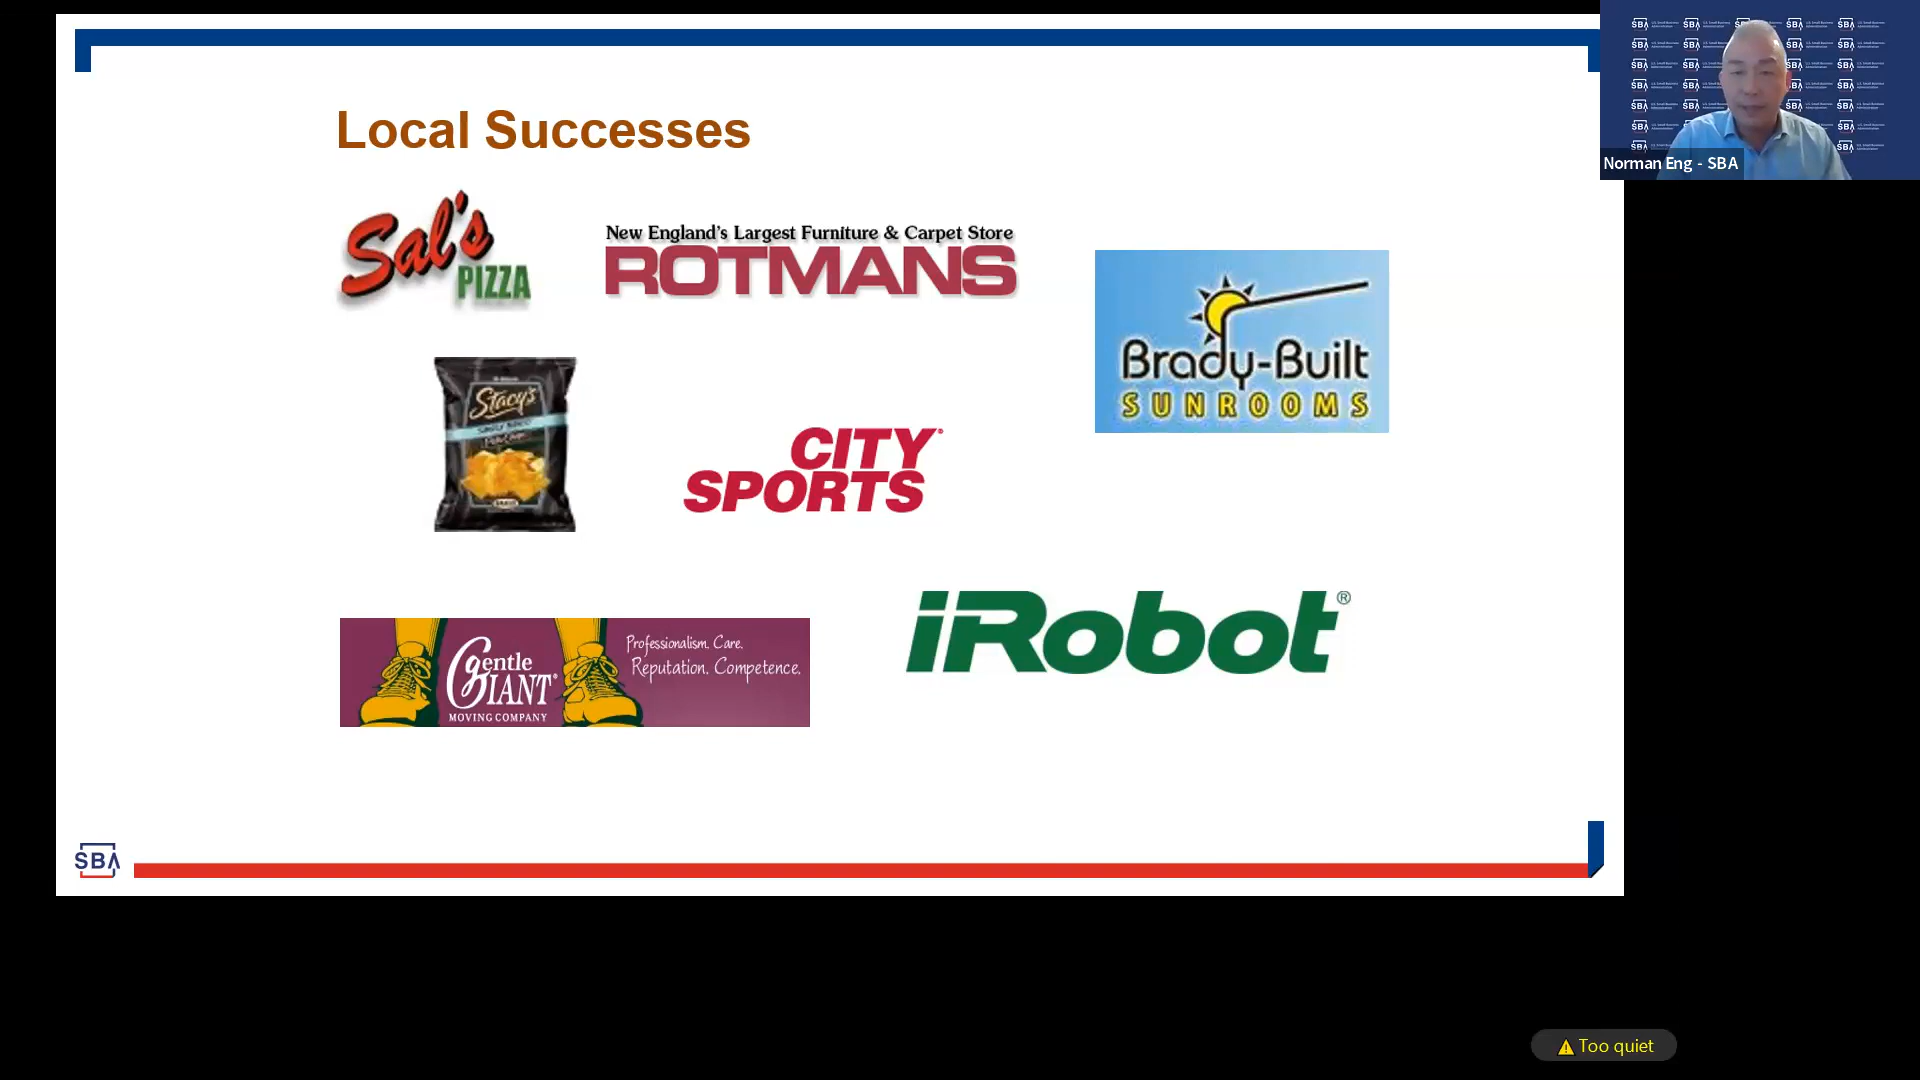 Local Successes
Sal's
PIZZA
New England's Largest Furniture & Carpet Store
ROTMANS
Brady-Built
SUNROOMS
Stacy's
CITY
SPORTS
iRobot®
Gentle
GIANT®
MOVING COMPANY
Professionalism. Care.
Reputation. Competence.
SBA
Norman Eng - SBA
Too quiet